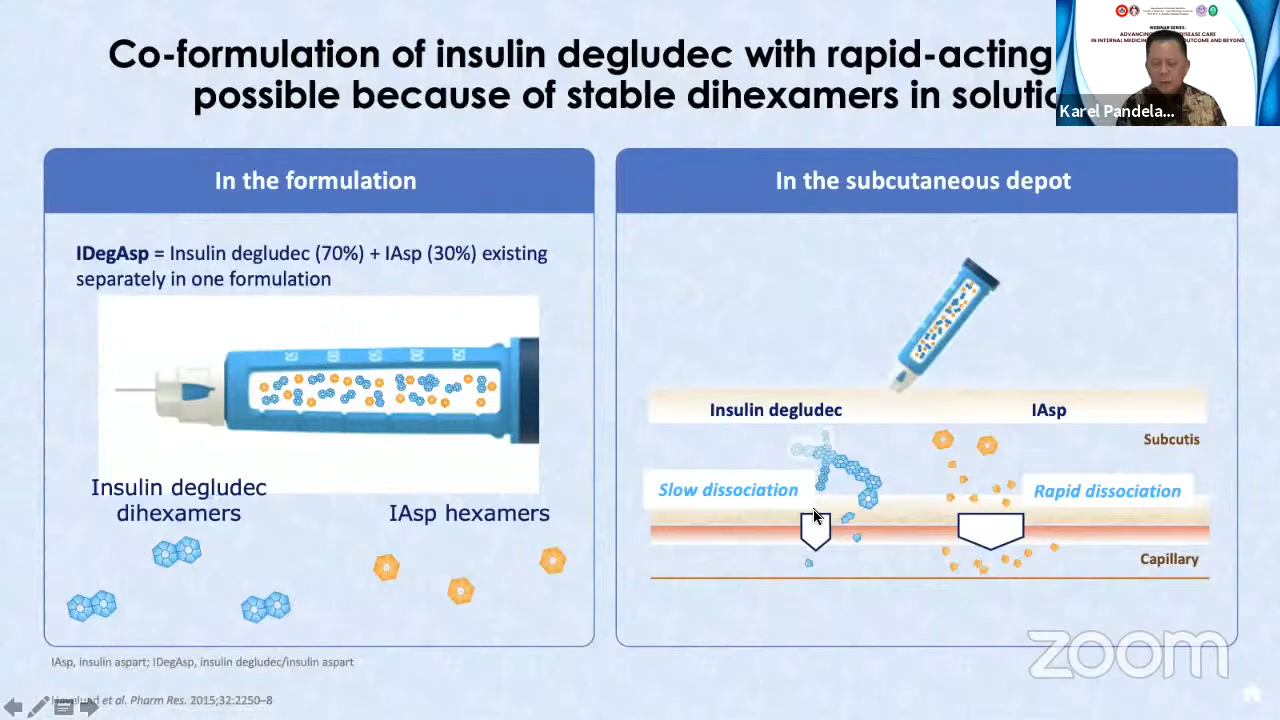 Co-formulation of insulin degludec with rapid-acting
possible because of stable dihexamers in solutio
WEBINAR SERIES:
Karel Pandela...
In the formulation
IDegAsp = Insulin degludec (70%) + IAsp (30%) existing
separately in one formulation
Insulin degludec
dihexamers
IAsp hexamers
In the subcutaneous depot
Insulin degludec
IAsp
Subcutis
Slow dissociation
Rapid dissociation
Capillary
IAsp, insulin aspart; IDegAsp, insulin degludec/insulin aspart
et al. Pharm Res. 2015;32:2250–8
zoom